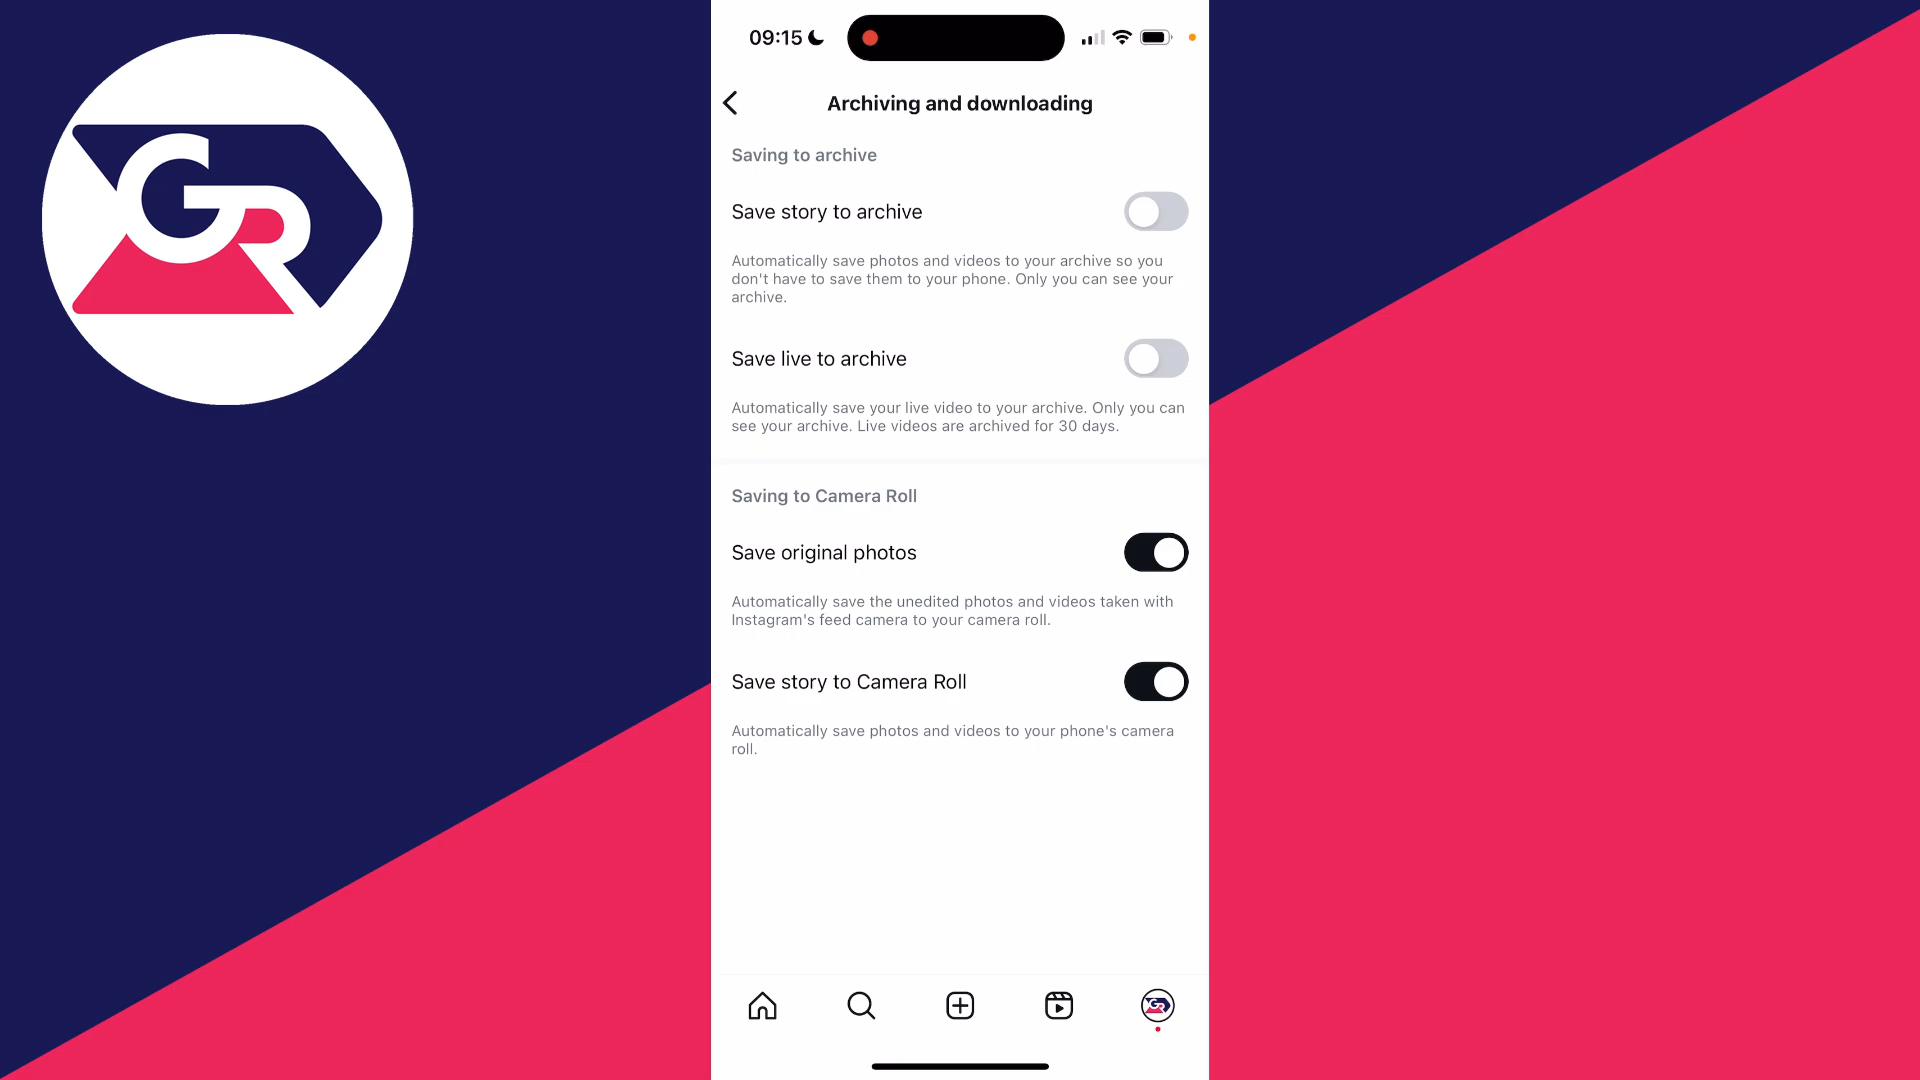 09:15
Archiving and downloading
Saving to archive
Save story to archive
Automatically save photos and videos to your archive so you
don't have to save them to your phone. Only you can see your
archive.
Save live to archive
Automatically save your live video to your archive. Only you can
see your archive. Live videos are archived for 30 days.
Saving to Camera Roll
Save original photos
Automatically save the unedited photos and videos taken with
Instagram's feed camera to your camera roll.
Save story to Camera Roll
Automatically save photos and videos to your phone's camera
roll.
GR
GR